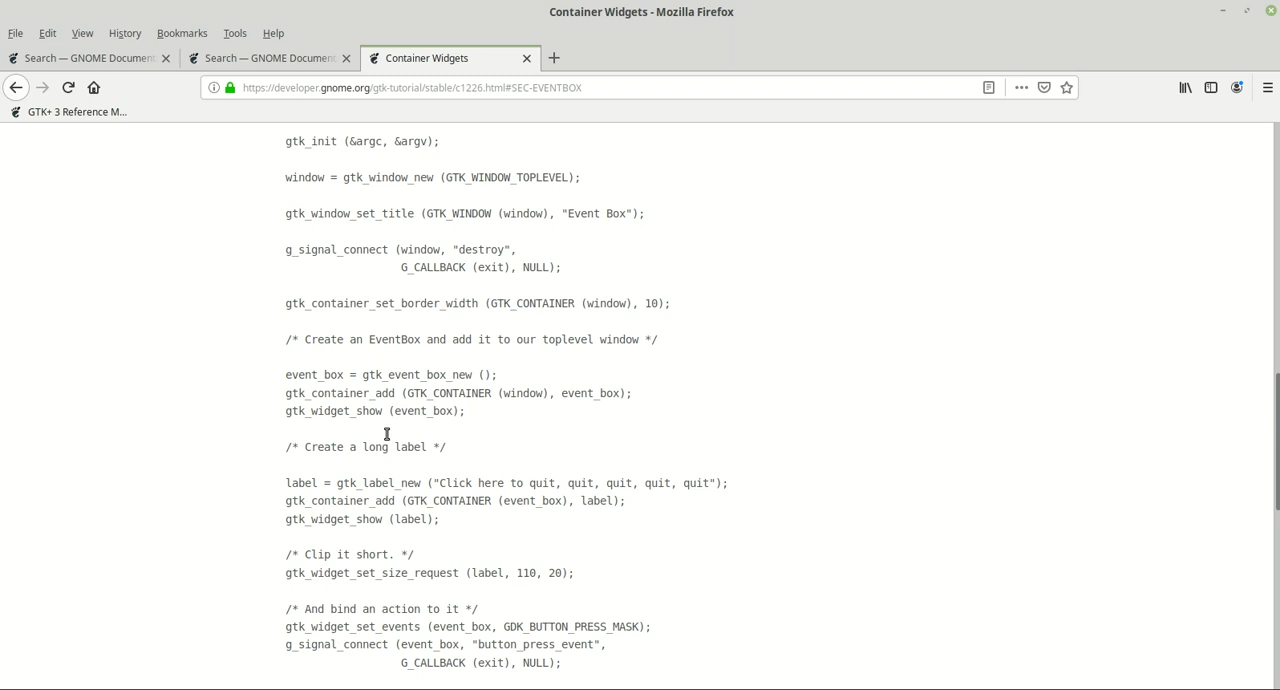 Container Widgets - Mozilla Firefox
File Edit View History Bookmarks Tools Help
Search — GNOME Document
Search — GNOME Document
Container Widgets
https://developer.gnome.org/gtk-tutorial/stable/c1226.html#SEC-EVENTBOX
GTK+ 3 Reference M...
gtk_init (&argc, &argv);
window = gtk_window_new (GTK_WINDOW_TOPLEVEL);
gtk_window_set_title (GTK_WINDOW (window), "Event Box");
g_signal_connect (window, "destroy",
G_CALLBACK (exit), NULL);
gtk_container_set_border_width (GTK_CONTAINER (window), 10);
/* Create an EventBox and add it to our toplevel window */
event_box = gtk_event_box_new ();
gtk_container_add (GTK_CONTAINER (window), event_box);
gtk_widget_show (event_box);
/* Create a long label */
label = gtk_label_new ("Click here to quit, quit, quit, quit, quit");
gtk_container_add (GTK_CONTAINER (event_box), label);
gtk_widget_show (label);
/* Clip it short. */
gtk_widget_set_size_request (label, 110, 20);
/* And bind an action to it */
gtk_widget_set_events (event_box, GDK_BUTTON_PRESS_MASK);
g_signal_connect (event_box, "button_press_event",
G_CALLBACK (exit), NULL);